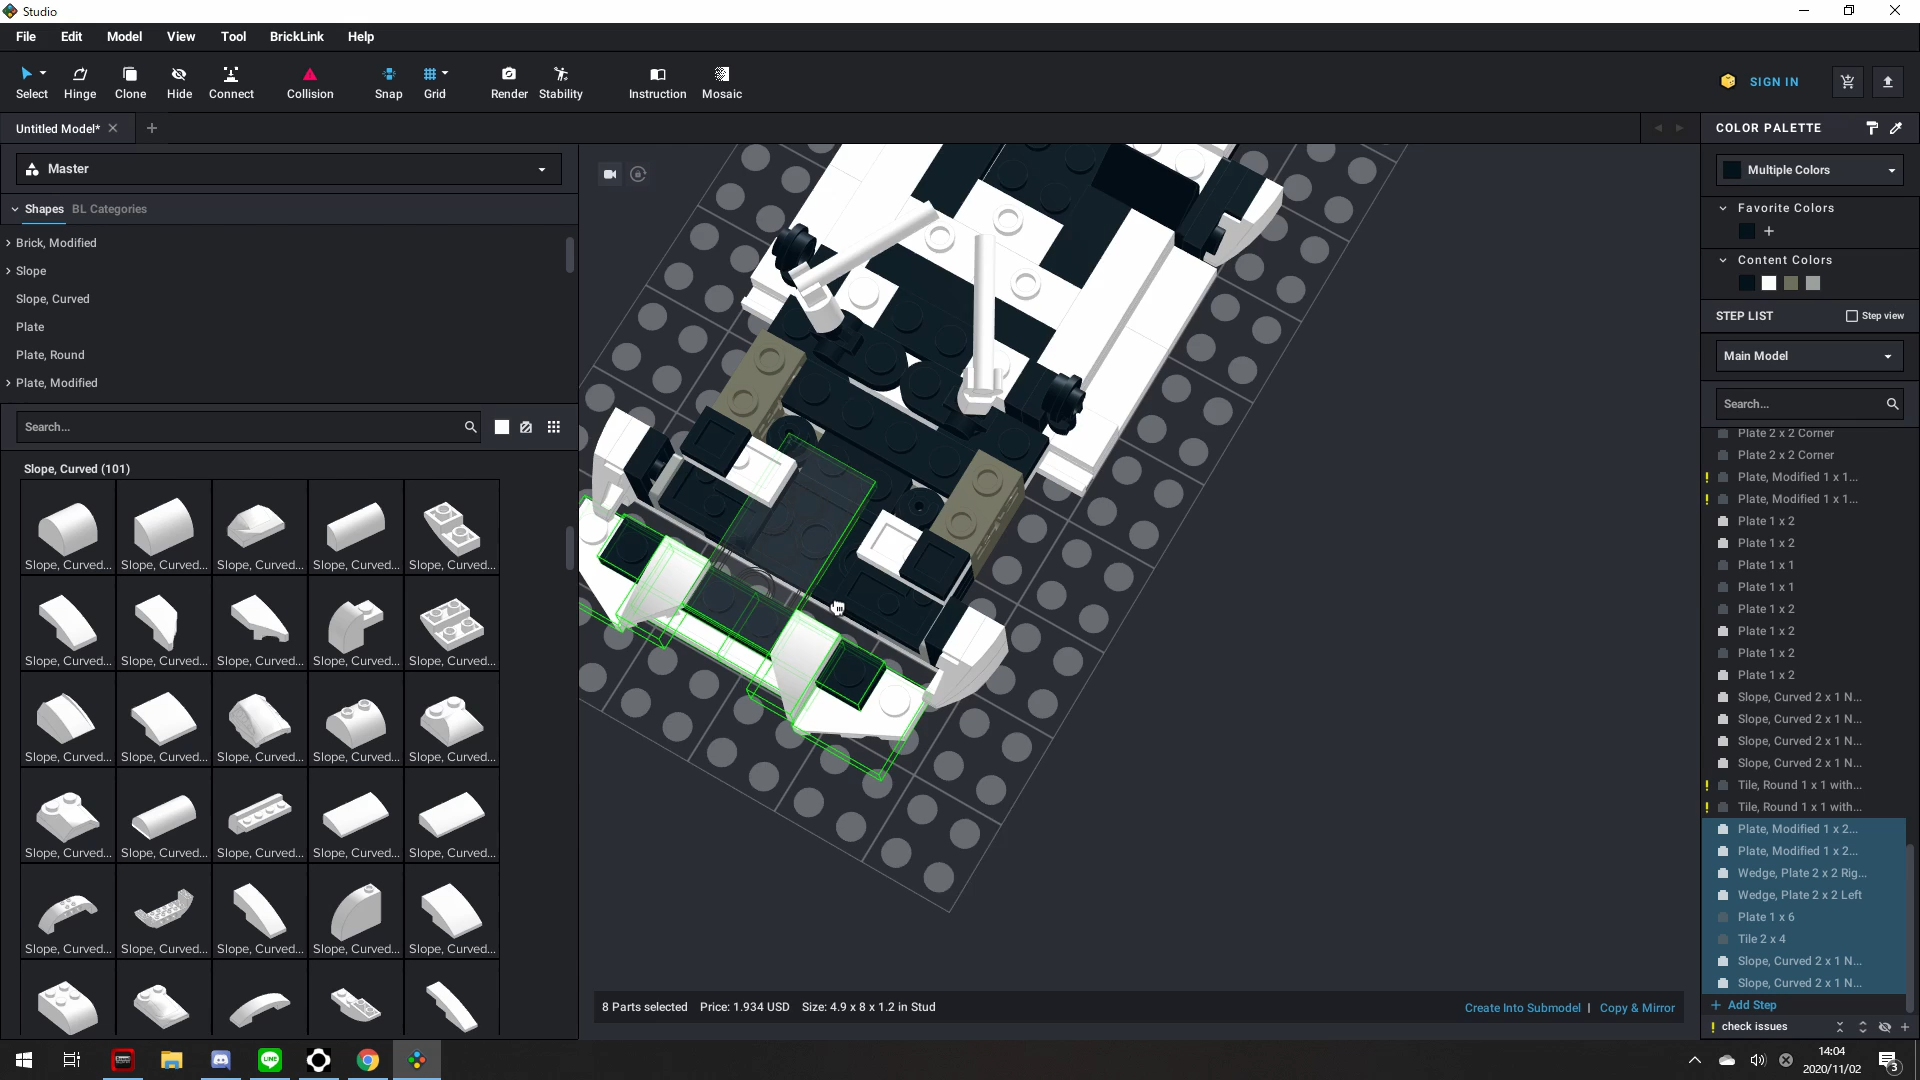 Studio
File Edit Model View Tool BrickLink Help
Select Hinge Clone Hide Connect Collision Snap Grid Render Stability Instruction Mosaic
SIGN IN
Untitled Model*
COLOR PALETTE
Master
Multiple Colors
Shapes BL Categories
Favorite Colors
Brick, Modified
Slope
Content Colors
Slope, Curved
STEP LIST Step view
Plate
Plate, Round
Main Model
Plate, Modified
Search...
Search...
Slope, Curved (101)
Slope, Curved... Slope, Curved... Slope, Curved... Slope, Curved... Slope, Curved...
Slope, Curved... Slope, Curved... Slope, Curved... Slope, Curved... Slope, Curved...
Slope, Curved... Slope, Curved... Slope, Curved... Slope, Curved... Slope, Curved...
Slope, Curved... Slope, Curved... Slope, Curved... Slope, Curved... Slope, Curved...
Slope, Curved... Slope, Curved... Slope, Curved... Slope, Curved... Slope, Curved...
Plate 2 x 2 Corner
Plate 2 x 2 Corner
! Plate, Modified 1 x 1...
! Plate, Modified 1 x 1...
Plate 1 x 2
Plate 1 x 2
Plate 1 x 1
Plate 1 x 1
Plate 1 x 2
Plate 1 x 2
Plate 1 x 2
Plate 1 x 2
Slope, Curved 2 x 1 N...
Slope, Curved 2 x 1 N...
Slope, Curved 2 x 1 N...
Slope, Curved 2 x 1 N...
! Tile, Round 1 x 1 with...
! Tile, Round 1 x 1 with...
Plate, Modified 1 x 2...
Plate, Modified 1 x 2...
Wedge, Plate 2 x 2 Rig...
Wedge, Plate 2 x 2 Left
Plate 1 x 6
Tile 2 x 4
Slope, Curved 2 x 1 N...
Slope, Curved 2 x 1 N...
+ Add Step
! check issues
8 Parts selected Price: 1.934 USD Size: 4.9 x 8 x 1.2 in Stud
Create Into Submodel | Copy & Mirror
LINE
14:04
2020/11/02
3